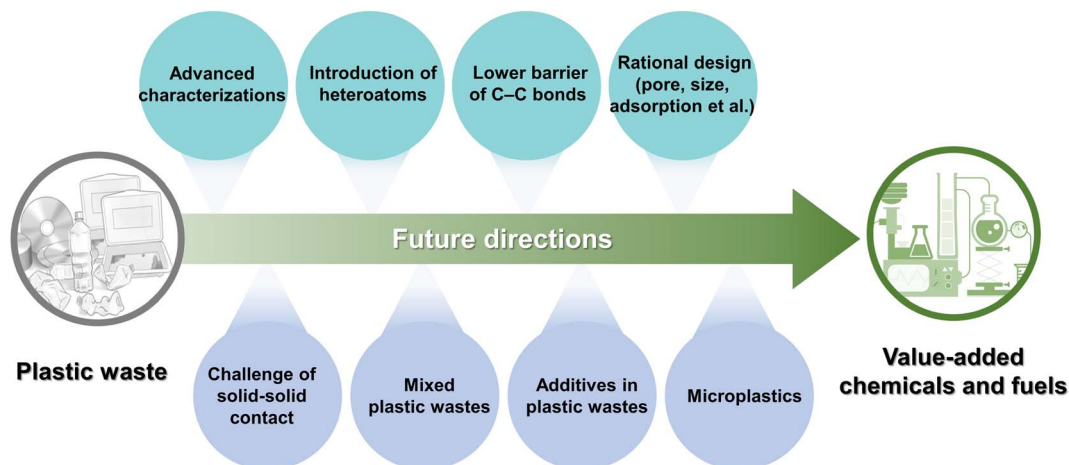 Advanced
characterizations
Introduction of
heteroatoms
Lower barrier
of C–C bonds
Rational design
(pore, size,
adsorption et al.)
Future directions
Plastic waste
Value-added
chemicals and fuels
Challenge of
solid-solid
contact
Mixed
plastic wastes
Additives in
plastic wastes
Microplastics